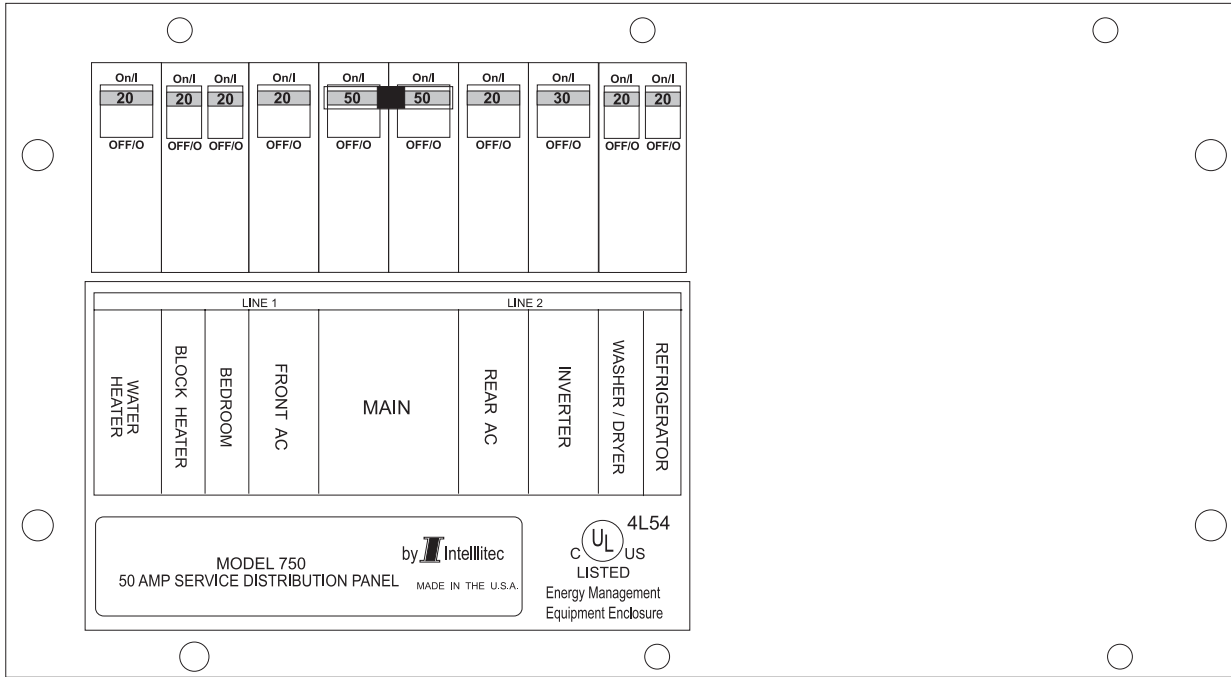 On/I On/I On/I On/I On/I On/I On/I On/I On/I On/I
20 20 20 20 50 50 20 30 20 20
OFF/O OFF/O OFF/O OFF/O OFF/O OFF/O OFF/O OFF/O OFF/O OFF/O
LINE 1 LINE 2
WATER
HEATER
BLOCK HEATER
BEDROOM
FRONT AC
MAIN
REAR AC
INVERTER
WASHER / DRYER
REFRIGERATOR
MODEL 750
50 AMP SERVICE DISTRIBUTION PANEL
by Intelllitec
MADE IN THE U.S.A.
4L54
C UL US
LISTED
Energy Management
Equipment Enclosure